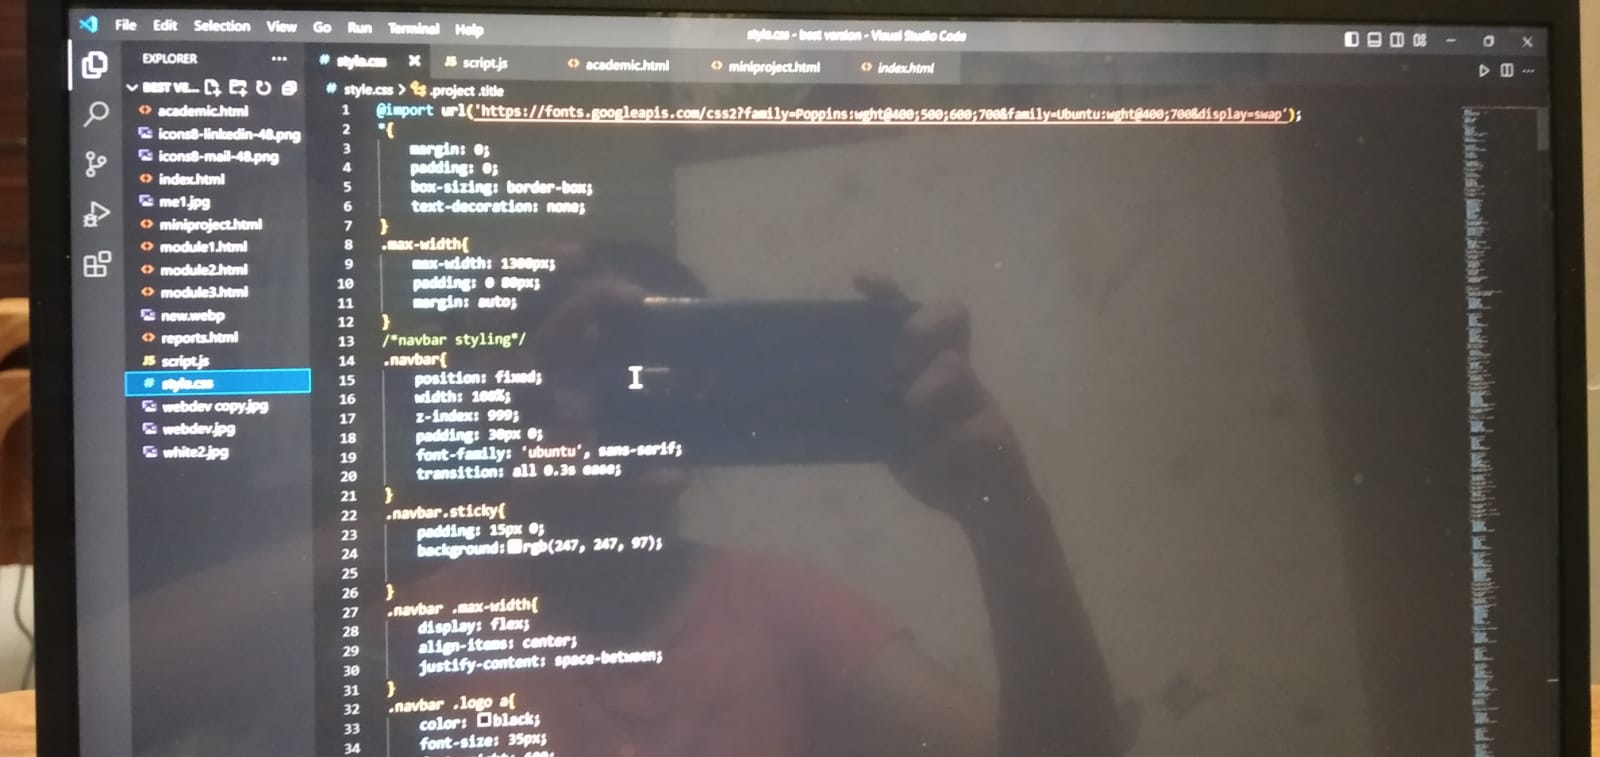 File Edit Selection View Go Run Terminal Help
style.css - best version - Visual Studio Code
EXPLORER ...
BEST VE...
academic.html
icons8-linkedin-48.png
icons8-mail-48.png
index.html
me1.jpg
miniproject.html
module1.html
module2.html
module3.html
new.webp
reports.html
JS script.js
# style.css
webdev copy.jpg
webdev.jpg
white2.jpg
# style.css JS script.js academic.html miniproject.html index.html
# style.css > .project .title
1 @import url('https://fonts.googleapis.com/css2?family=Poppins:wght@400;500;600;700&family=Ubuntu:wght@400;700&display=swap');
2 *{
3 margin: 0;
4 padding: 0;
5 box-sizing: border-box;
6 text-decoration: none;
7 }
8 .max-width{
9 max-width: 1300px;
10 padding: 0 80px;
11 margin: auto;
12 }
13 /*navbar styling*/
14 .navbar{
15 position: fixed;
16 width: 100%;
17 z-index: 999;
18 padding: 30px 0;
19 font-family: 'ubuntu', sans-serif;
20 transition: all 0.3s ease;
21 }
22 .navbar.sticky{
23 padding: 15px 0;
24 background: rgb(247, 247, 97);
25
26 }
27 .navbar .max-width{
28 display: flex;
29 align-items: center;
30 justify-content: space-between;
31 }
32 .navbar .logo a{
33 color: black;
34 font-size: 35px;